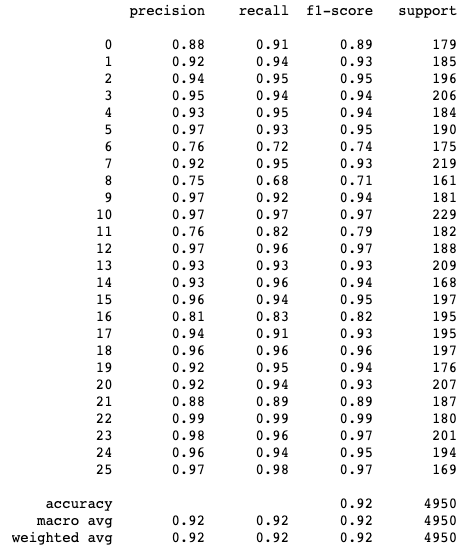 precision recall f1-score support
0 0.88 0.91 0.89 179
1 0.92 0.94 0.93 185
2 0.94 0.95 0.95 196
3 0.95 0.94 0.94 206
4 0.93 0.95 0.94 184
5 0.97 0.93 0.95 190
6 0.76 0.72 0.74 175
7 0.92 0.95 0.93 219
8 0.75 0.68 0.71 161
9 0.97 0.92 0.94 181
10 0.97 0.97 0.97 229
11 0.76 0.82 0.79 182
12 0.97 0.96 0.97 188
13 0.93 0.93 0.93 209
14 0.93 0.96 0.94 168
15 0.96 0.94 0.95 197
16 0.81 0.83 0.82 195
17 0.94 0.91 0.93 195
18 0.96 0.96 0.96 197
19 0.92 0.95 0.94 176
20 0.92 0.94 0.93 207
21 0.88 0.89 0.89 187
22 0.99 0.99 0.99 180
23 0.98 0.96 0.97 201
24 0.96 0.94 0.95 194
25 0.97 0.98 0.97 169
accuracy 0.92 4950
macro avg 0.92 0.92 0.92 4950
weighted avg 0.92 0.92 0.92 4950